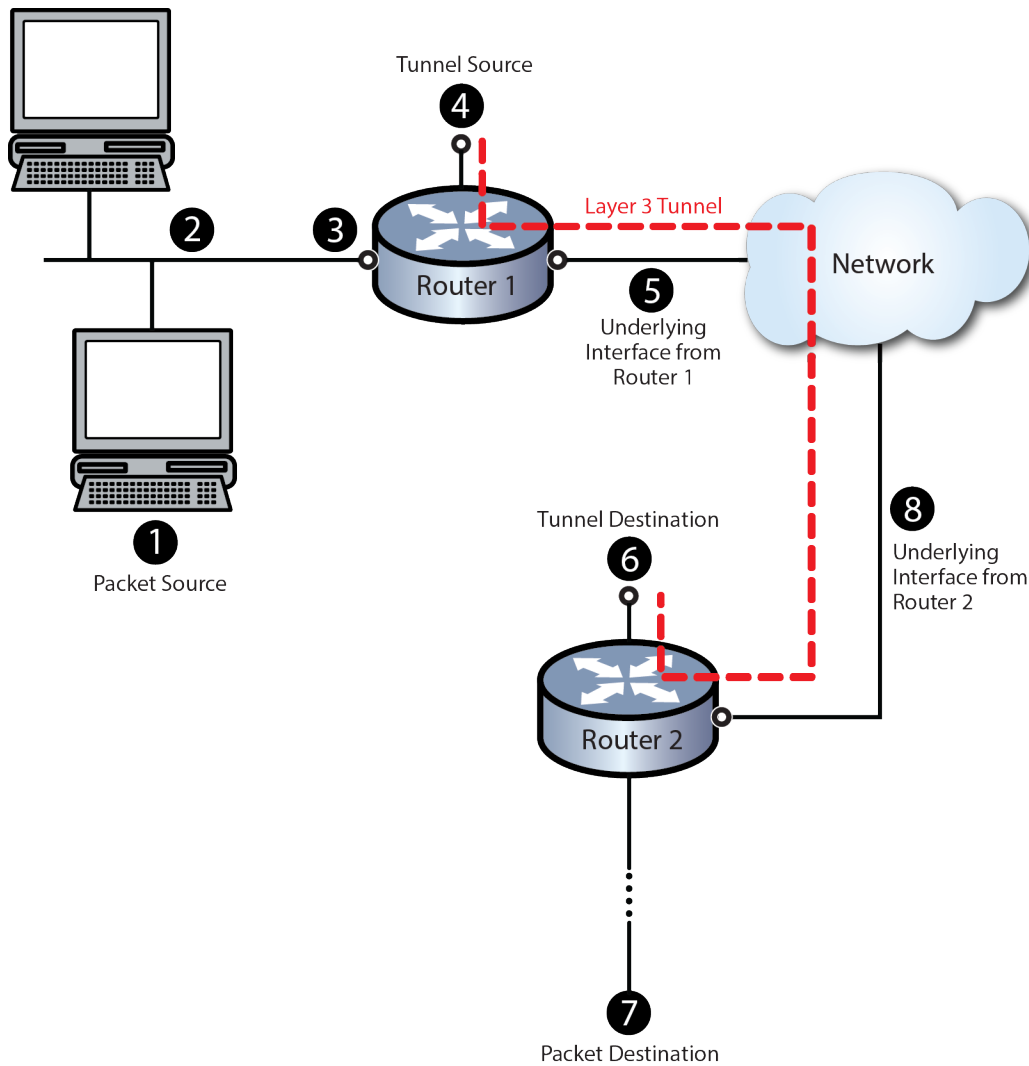 Tunnel Source
4
Layer 3 Tunnel
2
3
Router 1
Network
5
Underlying
Interface from
Router 1
1
Packet Source
Tunnel Destination
6
8
Underlying
Interface from
Router 2
Router 2
7
Packet Destination